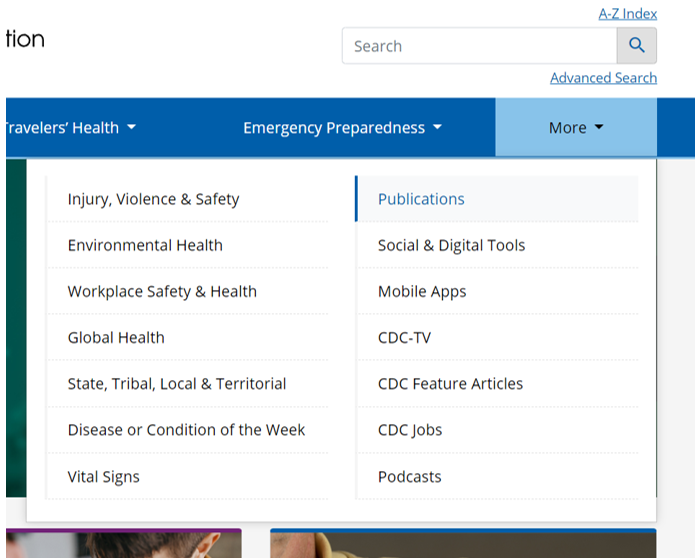 A-Z Index
tion
Search
Advanced Search
Travelers' Health
Emergency Preparedness
More
Injury, Violence & Safety
Environmental Health
Workplace Safety & Health
Global Health
State, Tribal, Local & Territorial
Disease or Condition of the Week
Vital Signs
Publications
Social & Digital Tools
Mobile Apps
CDC-TV
CDC Feature Articles
CDC Jobs
Podcasts